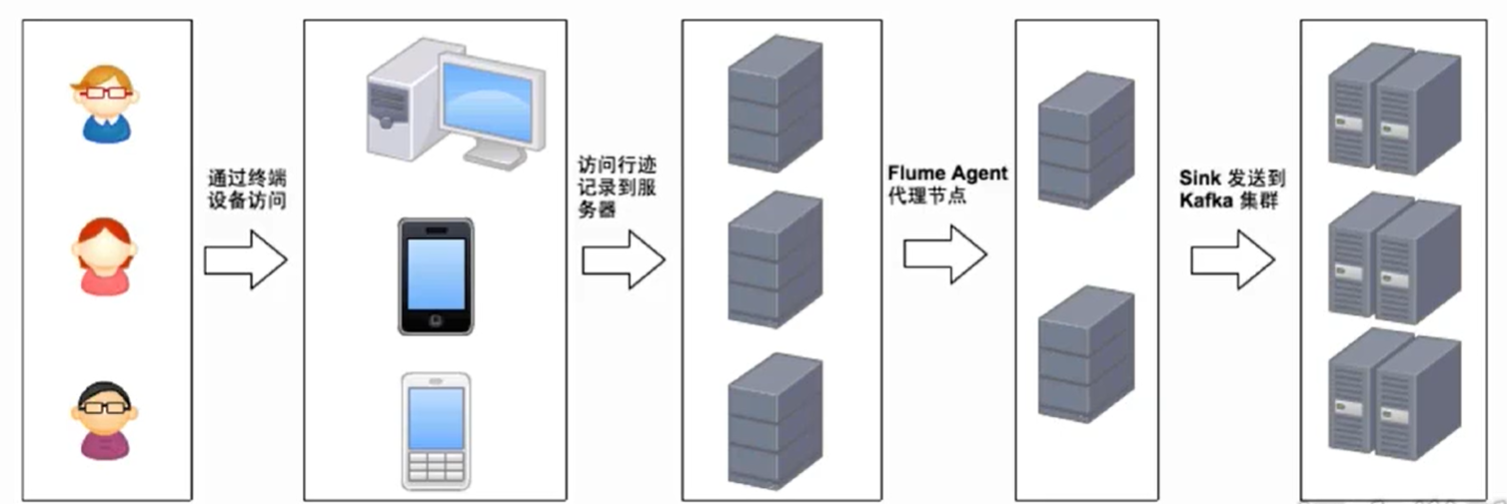 通过终端
设备访问
访问行迹
记录到服
务器
Flume Agent
代理节点
Sink 发送到
Kafka 集群